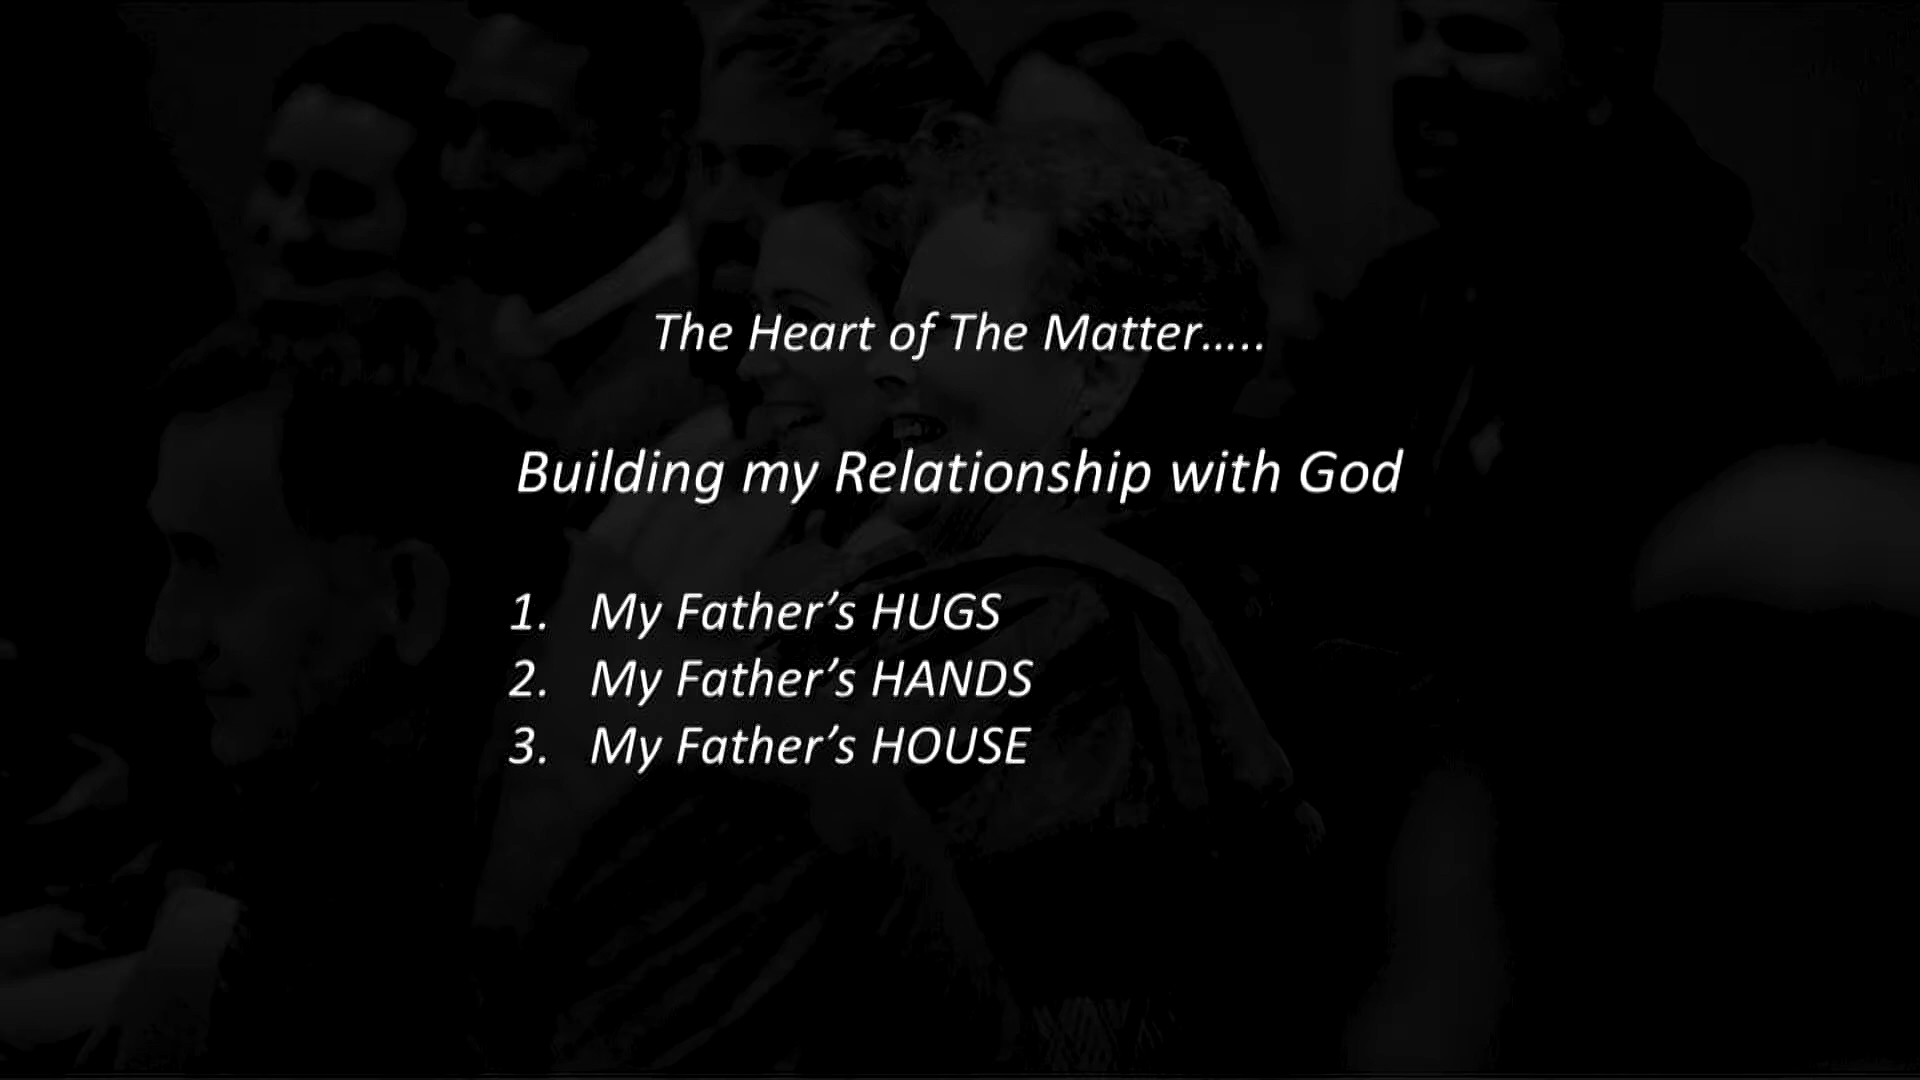 The Heart of The Matter.....
Building my Relationship with God
1. My Father’s HUGS
2. My Father’s HANDS
3. My Father’s HOUSE